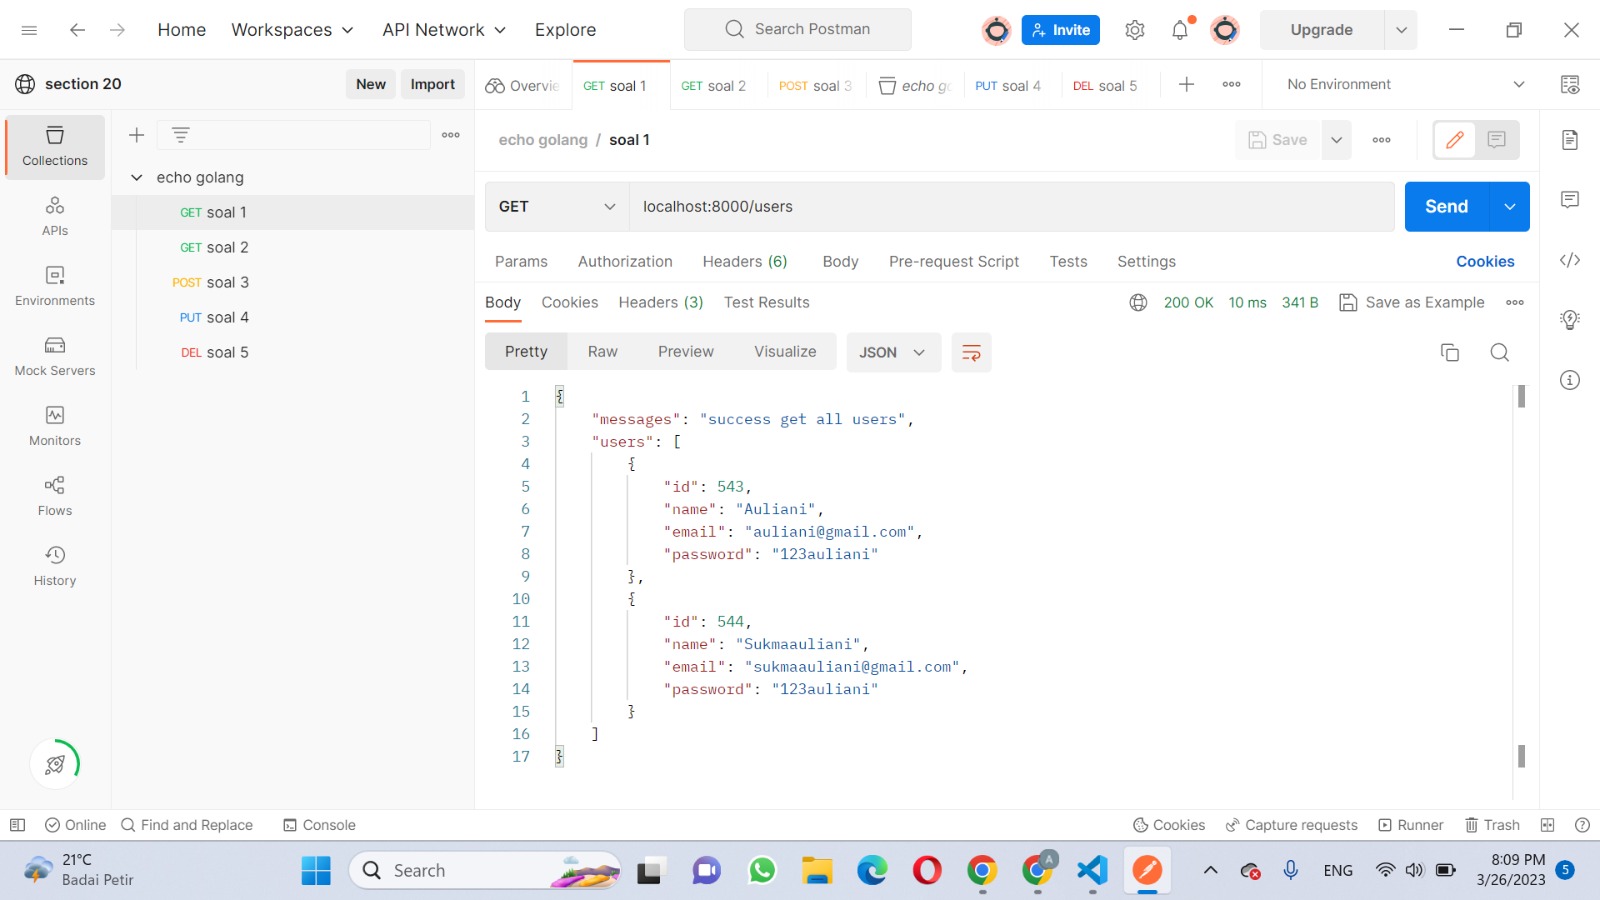 Home Workspaces API Network Explore Search Postman Invite Upgrade
section 20 New Import Overvie GET soal 1 GET soal 2 POST soal 3 echo gc PUT soal 4 DEL soal 5 No Environment
Collections
APIs
Environments
Mock Servers
Monitors
Flows
History
echo golang
GET soal 1
GET soal 2
POST soal 3
PUT soal 4
DEL soal 5
echo golang / soal 1 Save
GET localhost:8000/users Send
Params Authorization Headers (6) Body Pre-request Script Tests Settings Cookies
Body Cookies Headers (3) Test Results 200 OK 10 ms 341 B Save as Example
Pretty Raw Preview Visualize JSON
1 {
2 "messages": "success get all users",
3 "users": [
4 {
5 "id": 543,
6 "name": "Auliani",
7 "email": "auliani@gmail.com",
8 "password": "123auliani"
9 },
10 {
11 "id": 544,
12 "name": "Sukmaauliani",
13 "email": "sukmaauliani@gmail.com",
14 "password": "123auliani"
15 }
16 ]
17 }
Online Find and Replace Console Cookies Capture requests Runner Trash
21°C
Badai Petir
Search
A
ENG
8:09 PM
3/26/2023
5